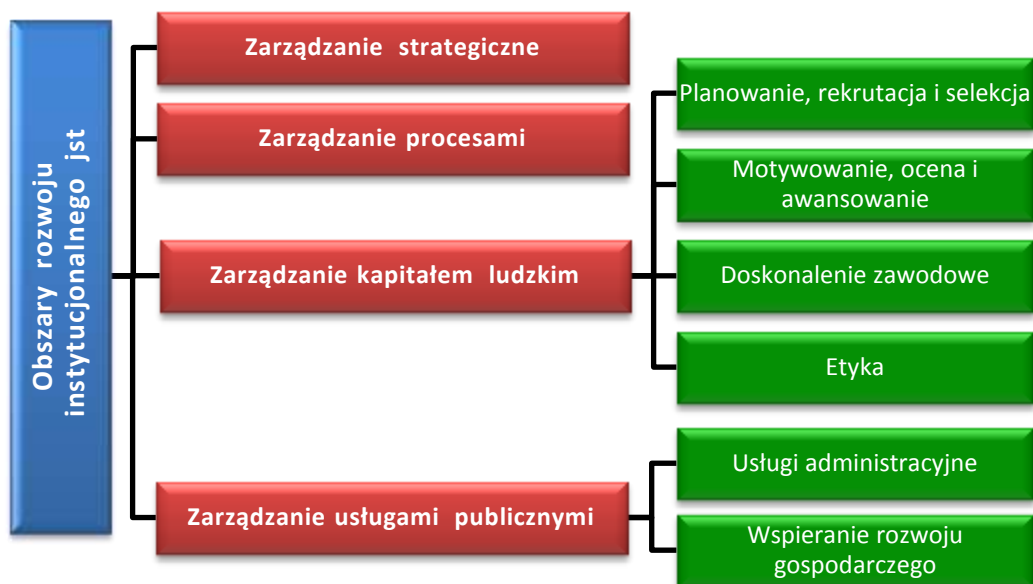 Obszary rozwoju
instytucjonalnego jst
Zarządzanie strategiczne
Zarządzanie procesami
Zarządzanie kapitałem ludzkim
Planowanie, rekrutacja i selekcja
Motywowanie, ocena i
awansowanie
Doskonalenie zawodowe
Etyka
Zarządzanie usługami publicznymi
Usługi administracyjne
Wspieranie rozwoju
gospodarczego